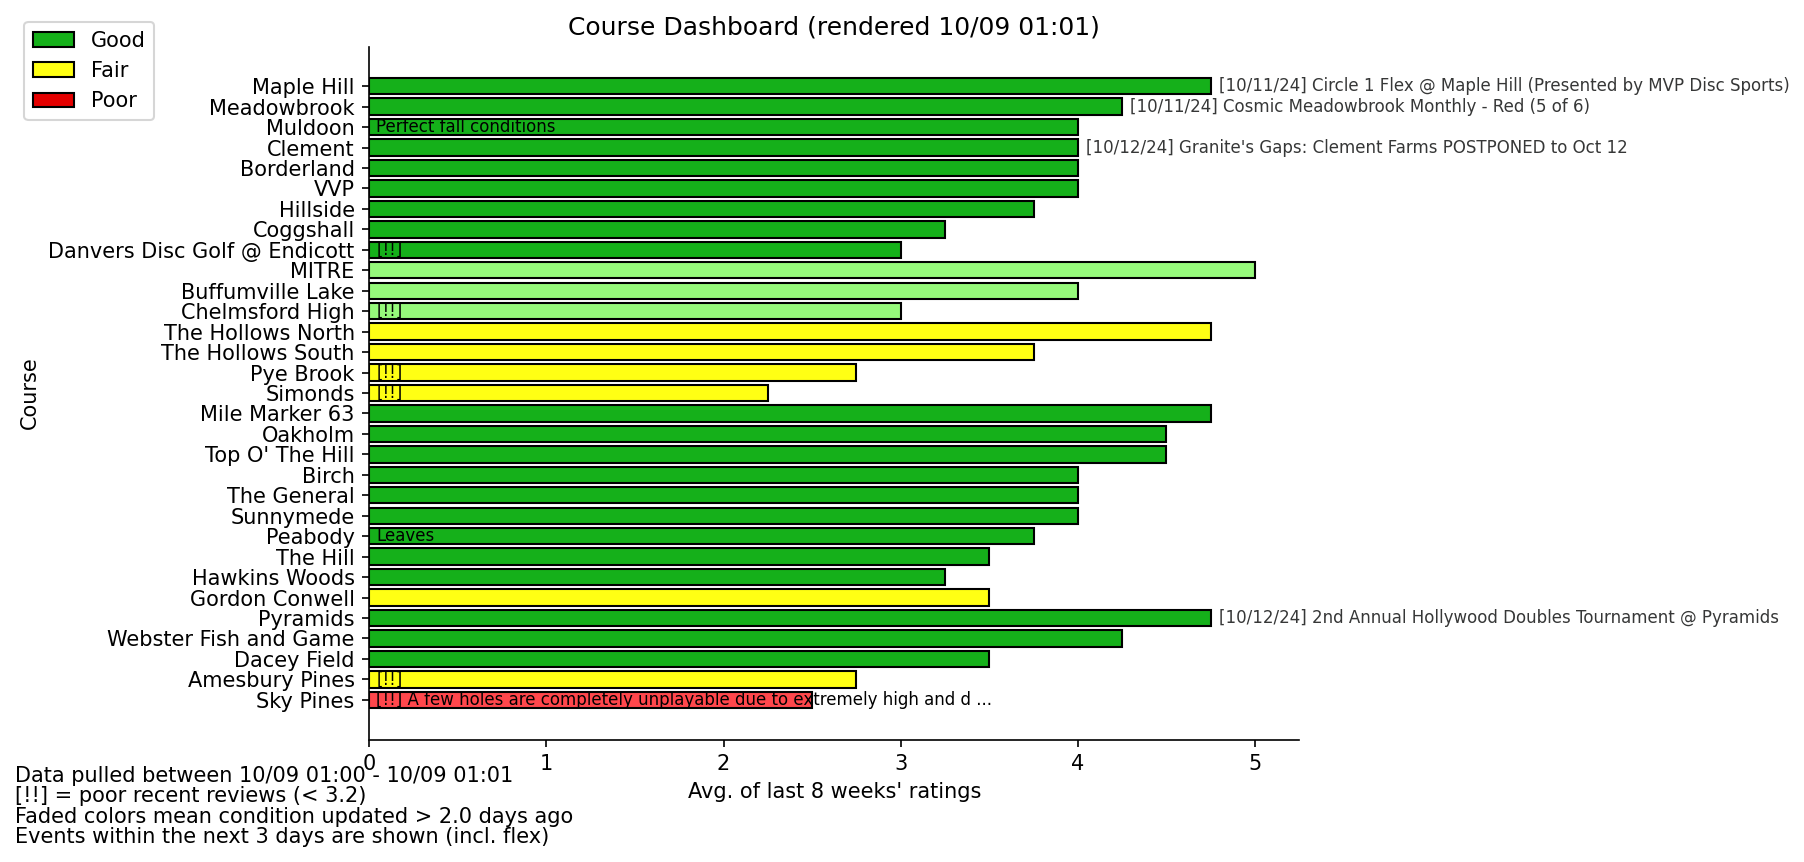 Course Dashboard (rendered 10/09 01:01)
Good
Fair
Poor
Maple Hill [10/11/24] Circle 1 Flex @ Maple Hill (Presented by MVP Disc Sports)
Meadowbrook [10/11/24] Cosmic Meadowbrook Monthly - Red (5 of 6)
Muldoon Perfect fall conditions
Clement [10/12/24] Granite's Gaps: Clement Farms POSTPONED to Oct 12
Borderland
VVP
Hillside
Coggshall
Danvers Disc Golf @ Endicott [!!]
MITRE
Buffumville Lake
Chelmsford High [!!]
The Hollows North
The Hollows South
Pye Brook [!!]
Simonds [!!]
Mile Marker 63
Oakholm
Top O' The Hill
Birch
The General
Sunnymede
Peabody Leaves
The Hill
Hawkins Woods
Gordon Conwell
Pyramids [10/12/24] 2nd Annual Hollywood Doubles Tournament @ Pyramids
Webster Fish and Game
Dacey Field
Amesbury Pines [!!]
Sky Pines [!!] A few holes are completely unplayable due to extremely high and d ...
Course
0 1 2 3 4 5
Avg. of last 8 weeks' ratings
Data pulled between 10/09 01:00 - 10/09 01:01
[!!] = poor recent reviews (< 3.2)
Faded colors mean condition updated > 2.0 days ago
Events within the next 3 days are shown (incl. flex)